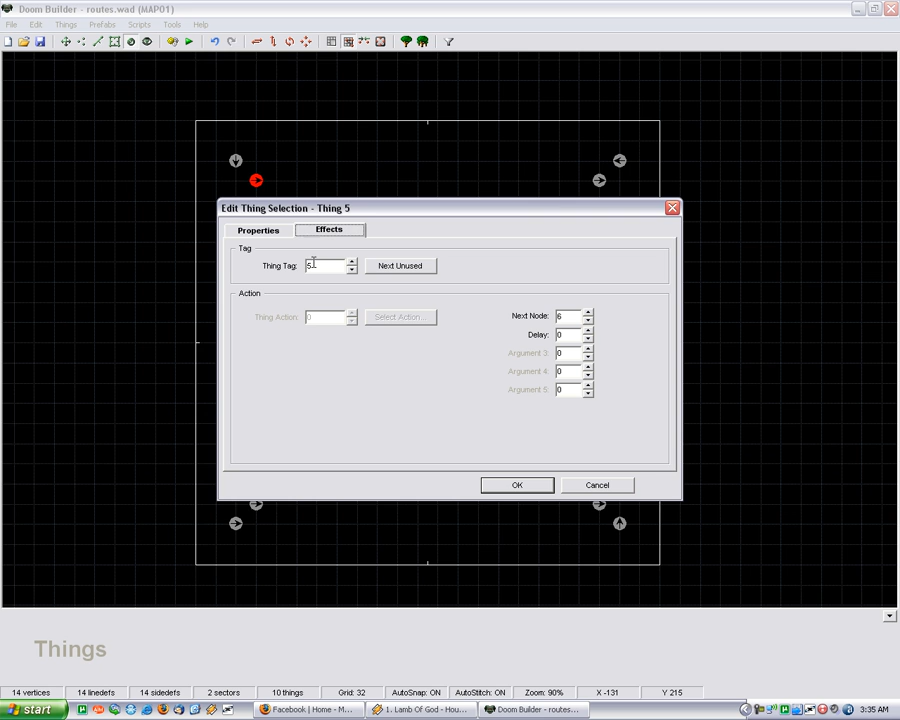 Doom Builder - routes.wad (MAP01)
File Edit Things Prefabs Scripts Tools Help
Edit Thing Selection - Thing 5
Properties Effects
Tag
Thing Tag: 5 Next Unused
Action
Thing Action: 0 Select Action... Next Node: 6
Delay: 0
Argument 3: 0
Argument 4: 0
Argument 5: 0
OK Cancel
Things
14 vertices 14 linedefs 14 sidedefs 2 sectors 10 things Grid: 32 AutoSnap: ON AutoStitch: ON Zoom: 90% X -131 Y 215
start Facebook | Home - M... 1. Lamb Of God - Hou... Doom Builder - routes... 3:35 AM